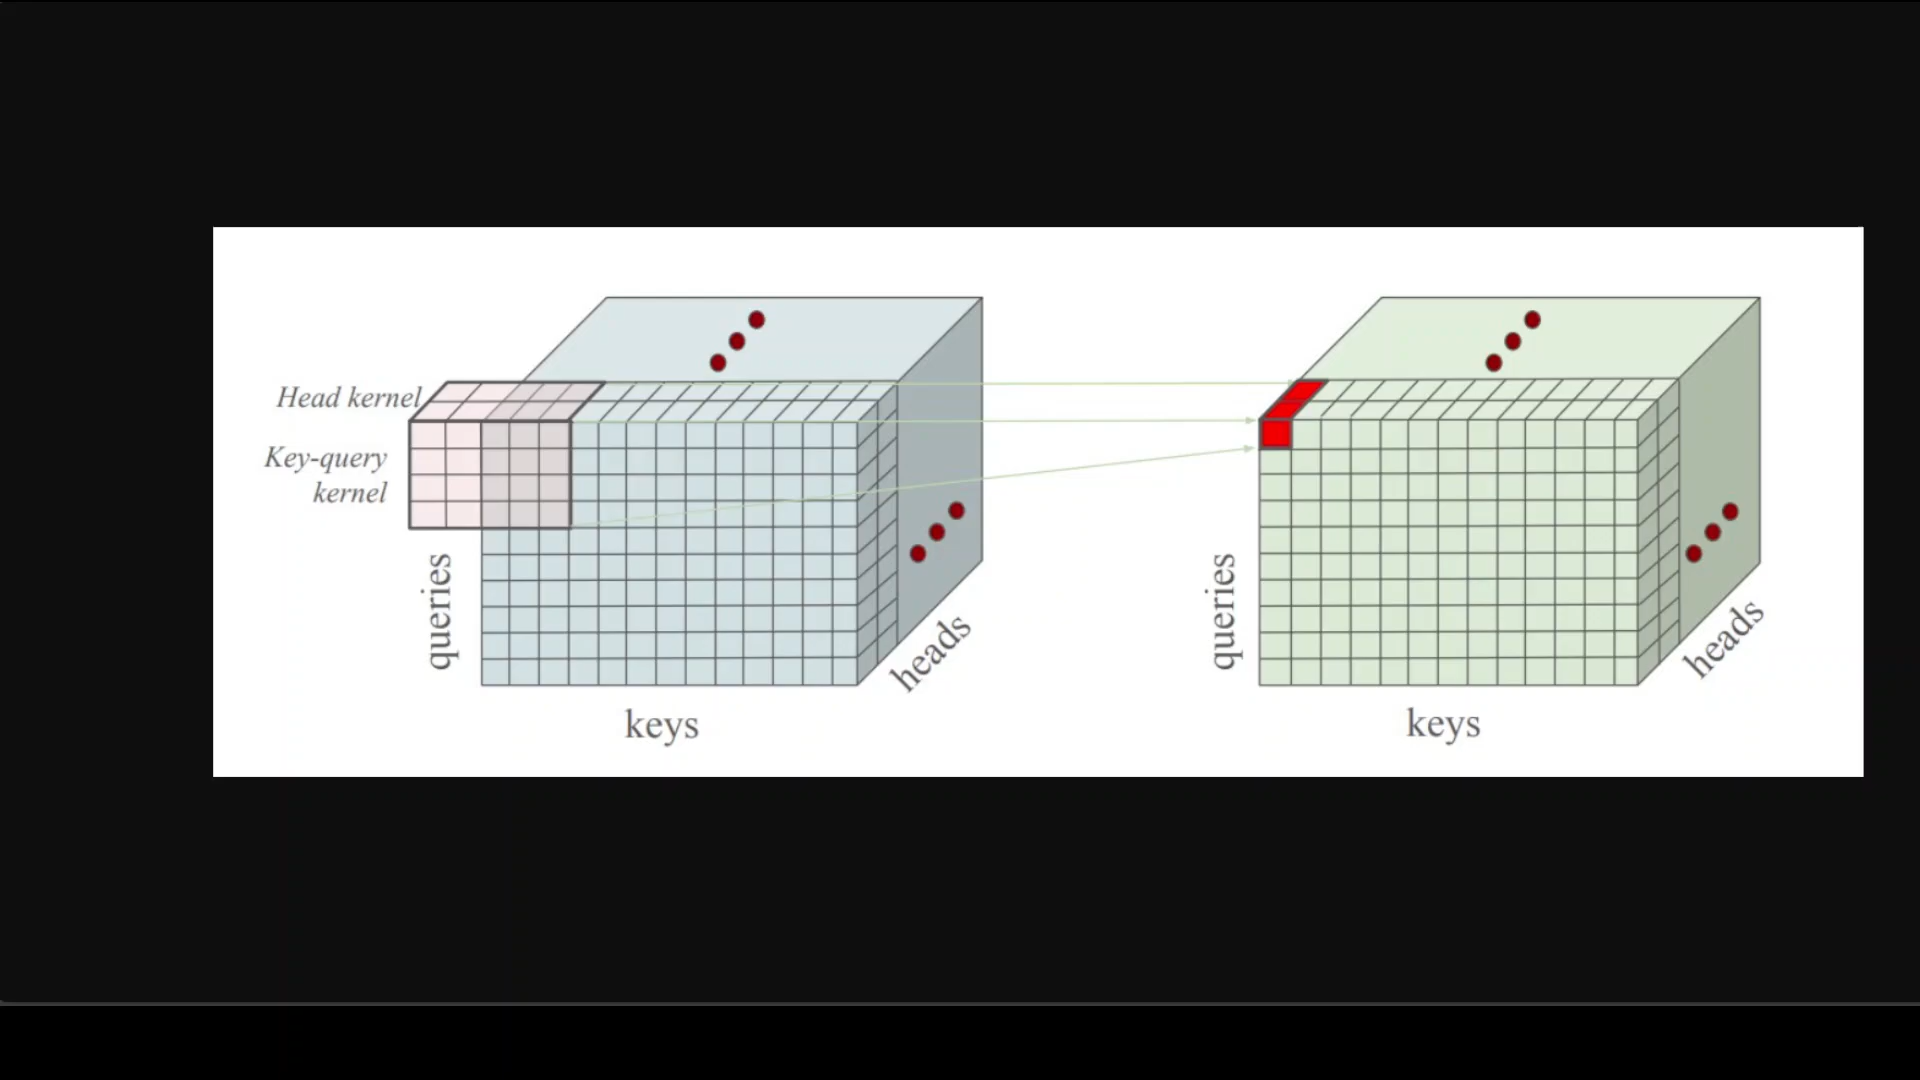 Head kernel
Key-query
kernel
queries
keys
heads
queries
keys
heads